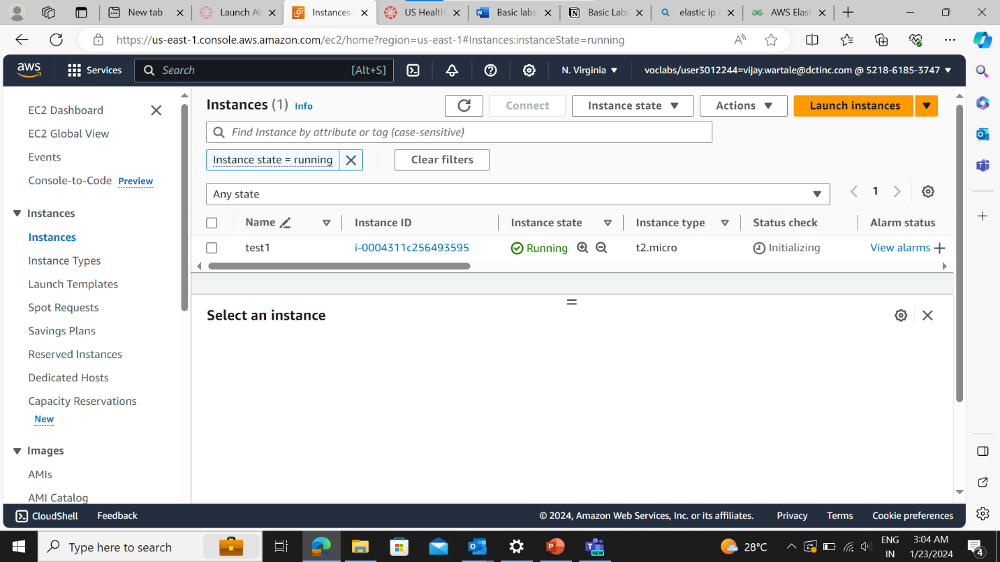 New tab
Launch AW
Instances
US Health
Basic labs
Basic Labs
elastic ip a
AWS Elast
https://us-east-1.console.aws.amazon.com/ec2/home?region=us-east-1#Instances:instanceState=running
aws Services Search [Alt+S] N. Virginia voclabs/user3012244=vijay.wartale@dctinc.com @ 5218-6185-3747
EC2 Dashboard
EC2 Global View
Events
Console-to-Code Preview
Instances
Instances
Instance Types
Launch Templates
Spot Requests
Savings Plans
Reserved Instances
Dedicated Hosts
Capacity Reservations
New
Images
AMIs
AMI Catalog
Instances (1) Info Connect Instance state Actions Launch instances
Find Instance by attribute or tag (case-sensitive)
Instance state = running Clear filters
Any state 1
Name Instance ID Instance state Instance type Status check Alarm status
test1 i-0004311c256493595 Running t2.micro Initializing View alarms
Select an instance
CloudShell Feedback © 2024, Amazon Web Services, Inc. or its affiliates. Privacy Terms Cookie preferences
Type here to search
NEW
28°C
ENG
IN
3:04 AM
1/23/2024
4